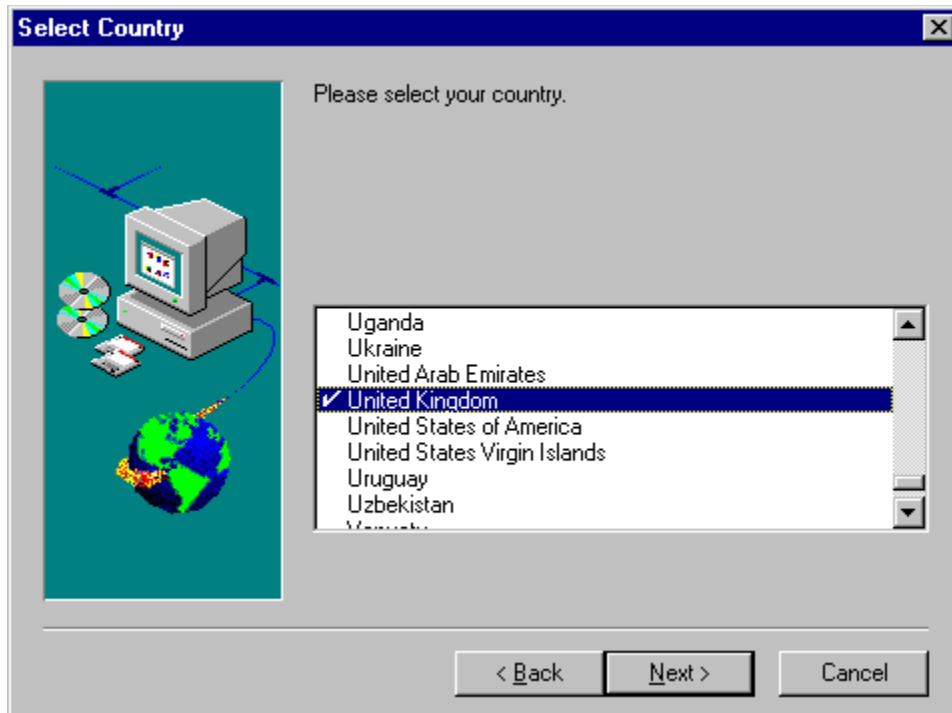 Select Country
Please select your country.
Uganda
Ukraine
United Arab Emirates
✓ United Kingdom
United States of America
United States Virgin Islands
Uruguay
Uzbekistan
< Back
Next >
Cancel